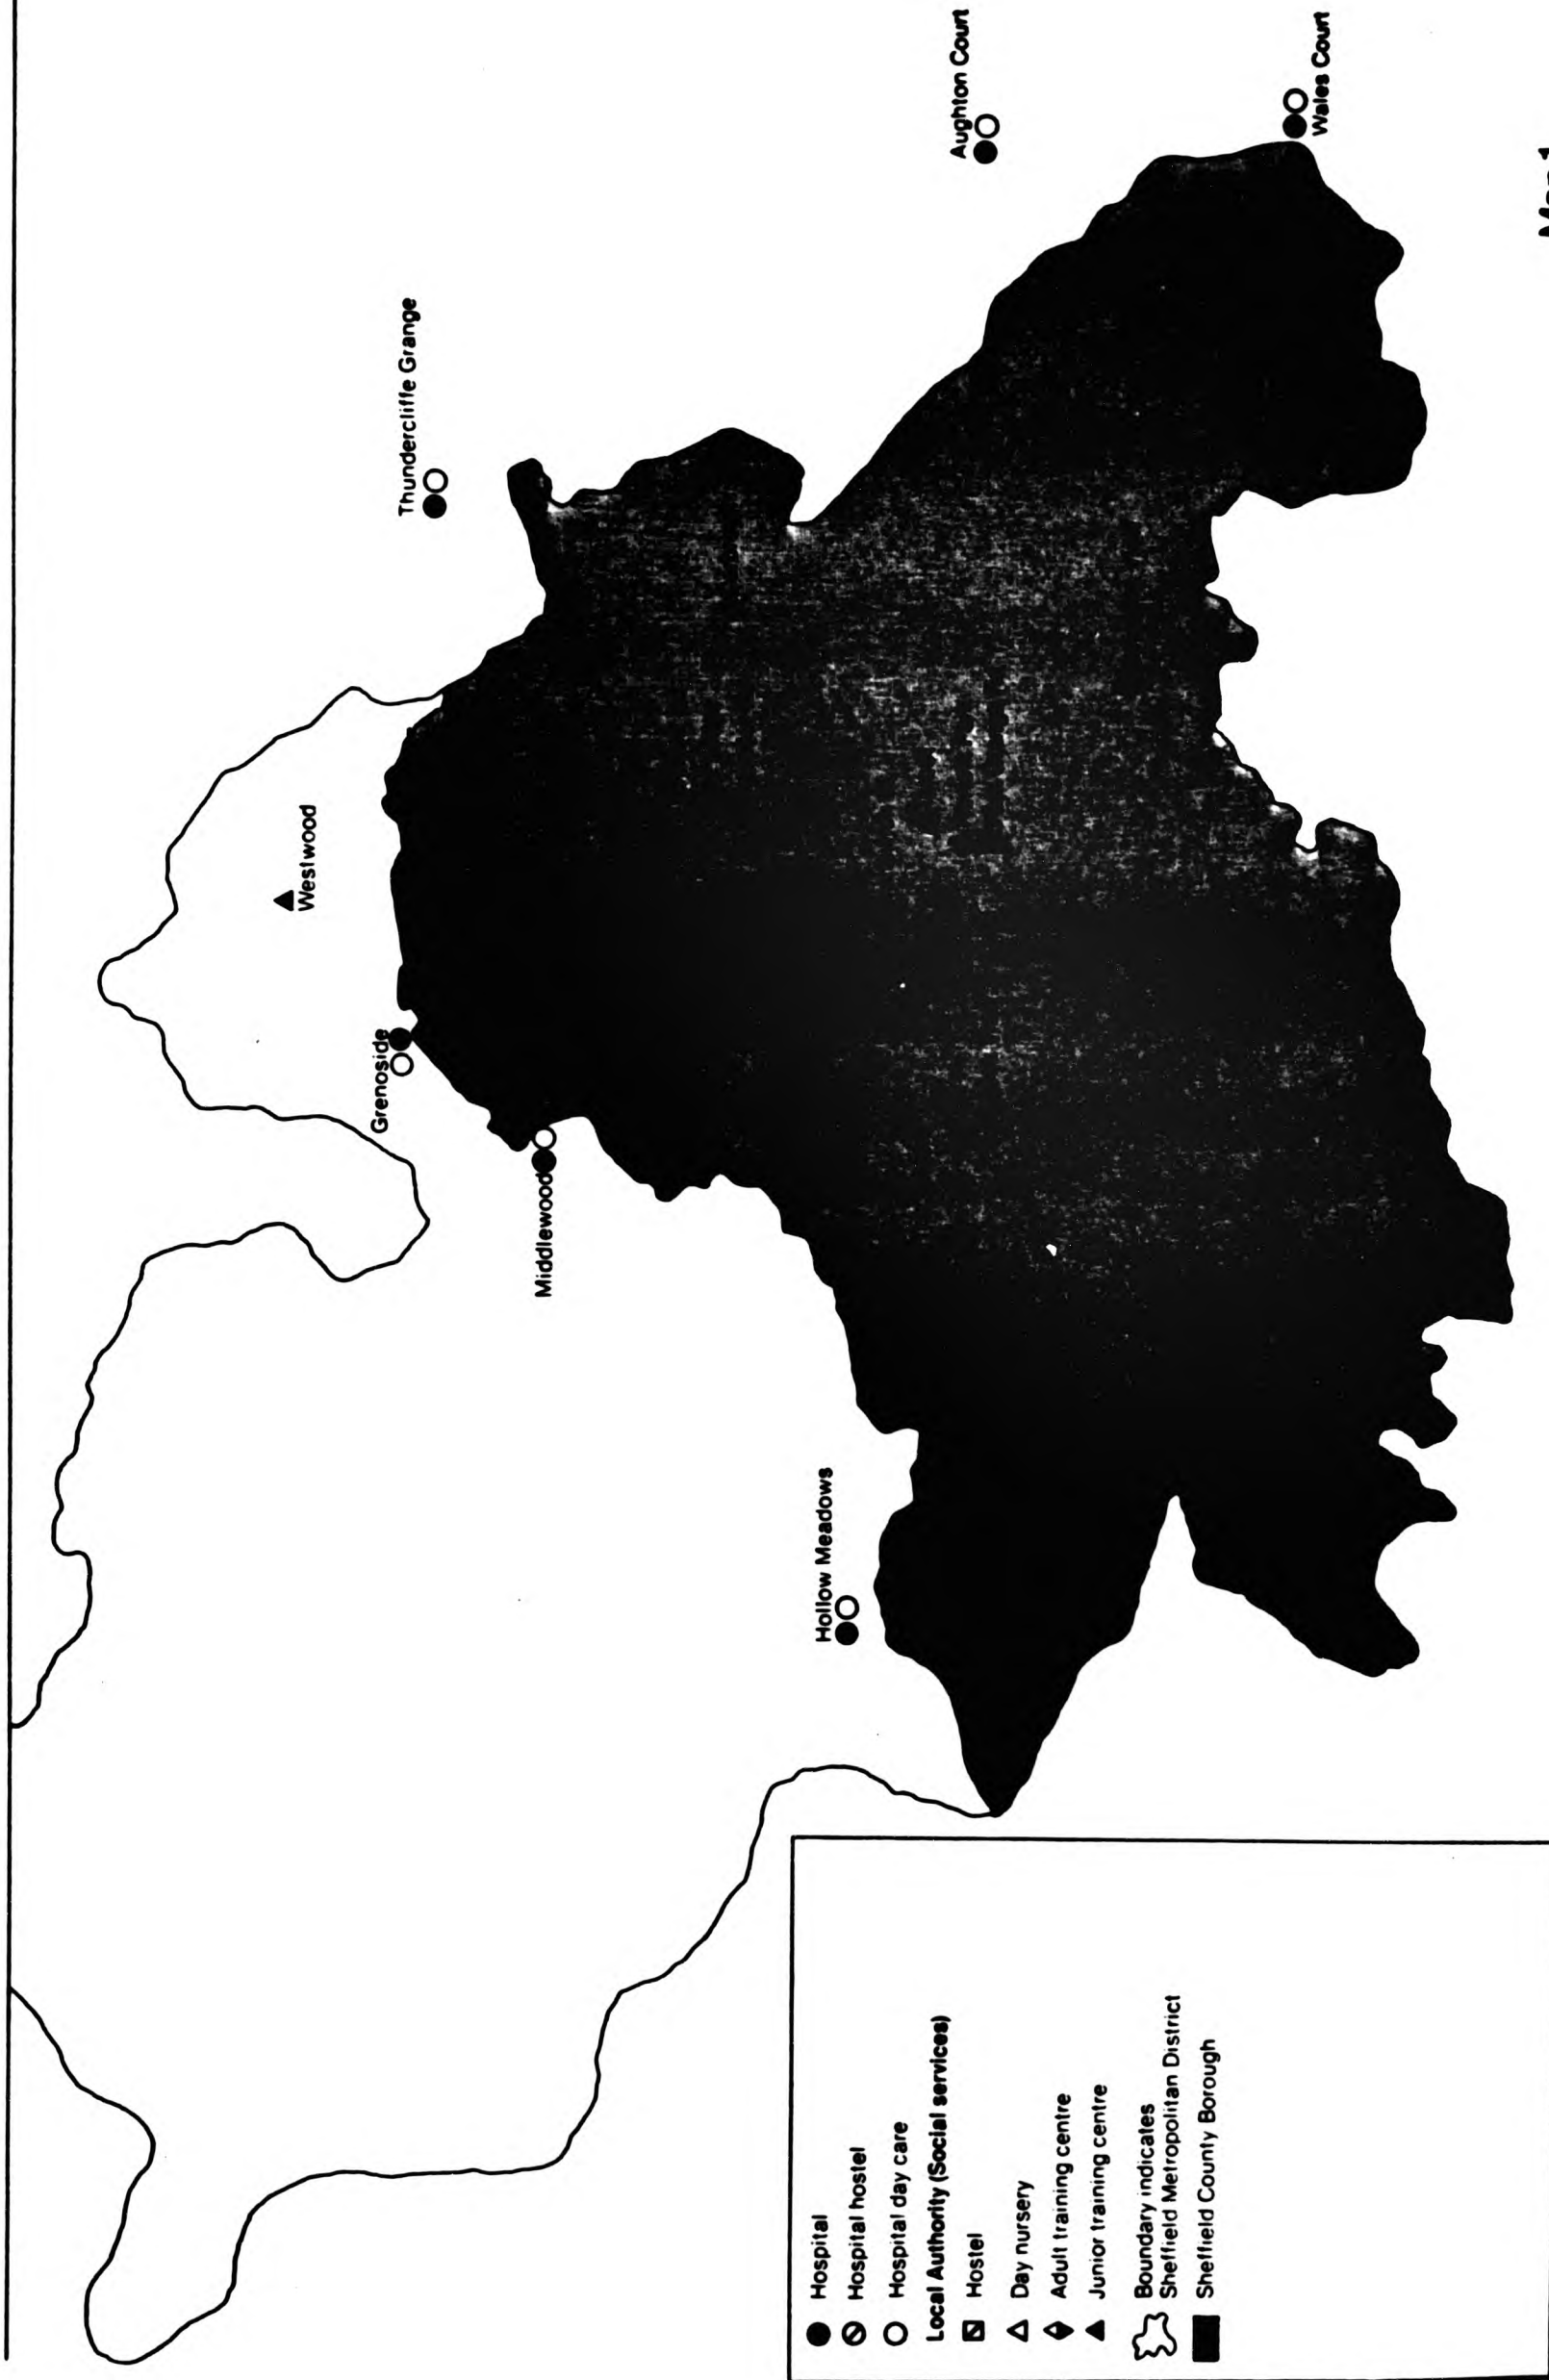 Thundercliffe Grange
Aughton Court
Wales Court
Westwood
Grenoside
Middlewood
Hollow Meadows
Hospital
Hospital hostel
Hospital day care
Local Authority (Social services)
Hostel
Day nursery
Adult training centre
Junior training centre
Boundary indicates
Sheffield Metropolitan District
Sheffield County Borough